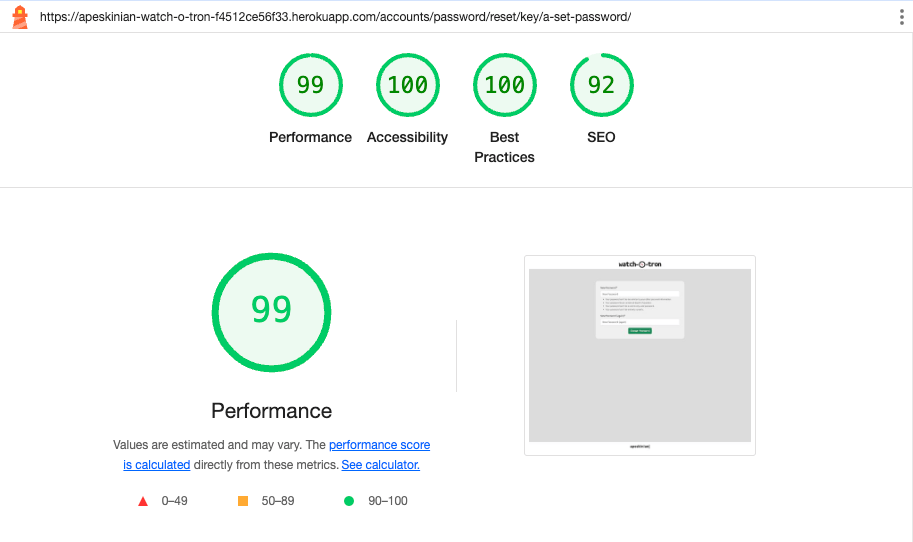 https://apeskinian-watch-o-tron-f4512ce56f33.herokuapp.com/accounts/password/reset/key/a-set-password/
99
100
100
92
Performance
Accessibility
Best
Practices
SEO
99
Performance
Values are estimated and may vary. The performance score
is calculated directly from these metrics. See calculator.
0–49
50–89
90–100
watch-o-tron